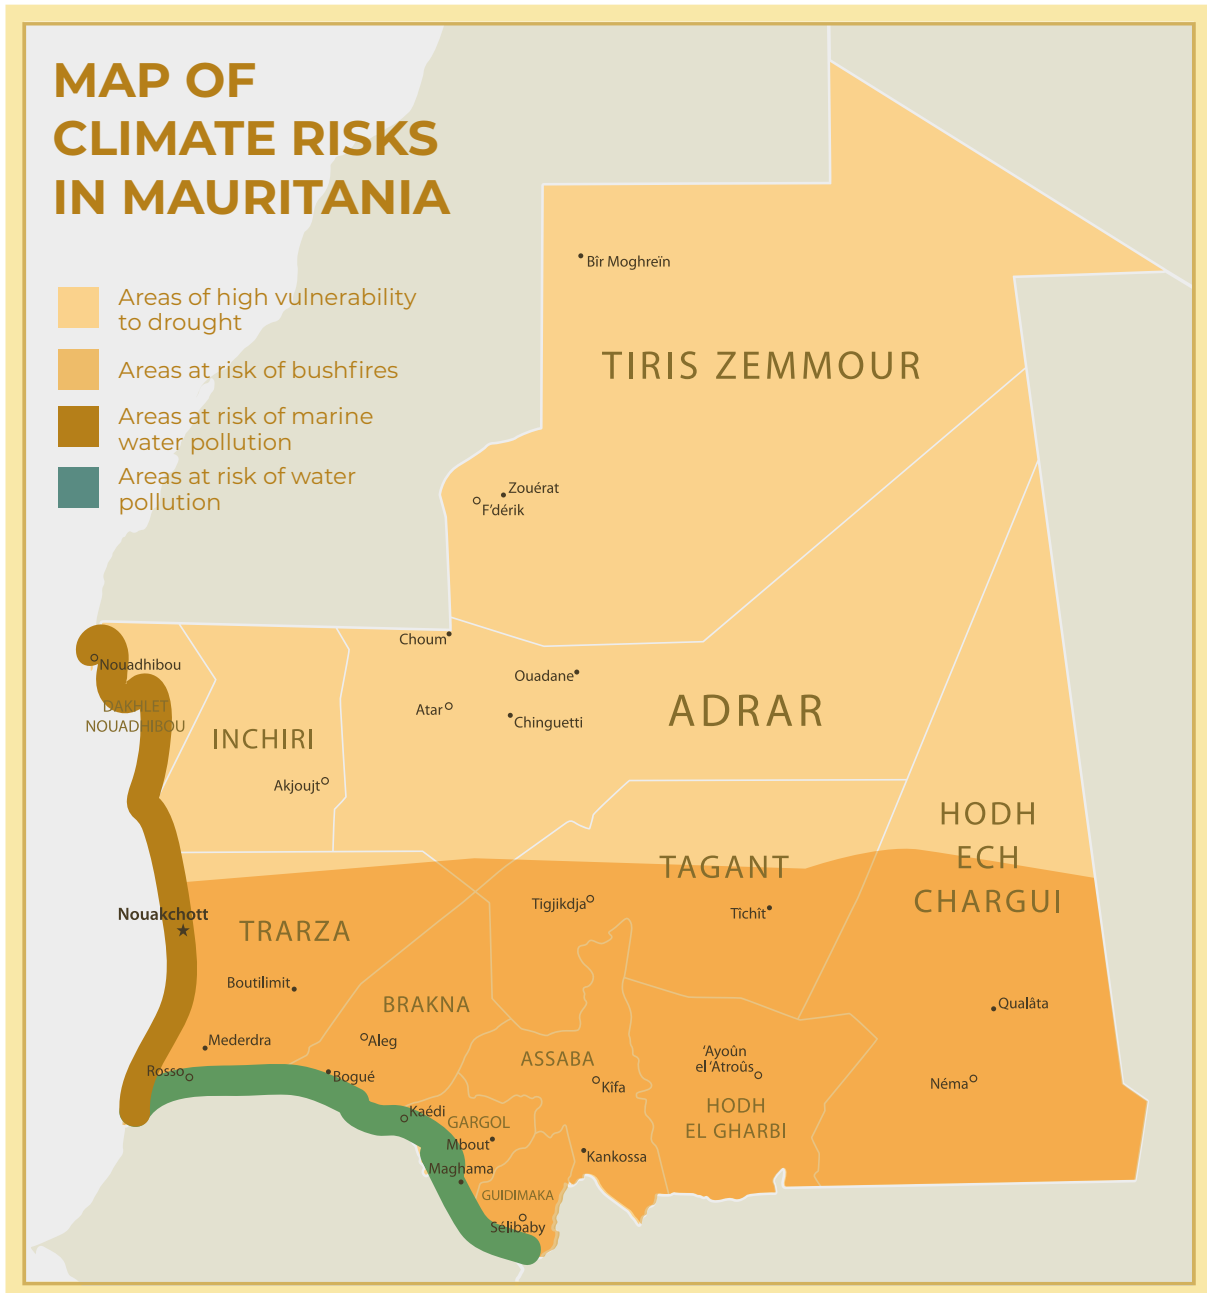 MAP OF
CLIMATE RISKS
IN MAURITANIA
Areas of high vulnerability
to drought
Areas at risk of bushfires
Areas at risk of marine
water pollution
Areas at risk of water
pollution
Bîr Moghreïn
TIRIS ZEMMOUR
Zouérat
F'dérik
Choum
Nouadhibou
Ouadane
DAKHLET
NOUADHIBOU
Atar
Chinguetti
ADRAR
INCHIRI
Akjoujt
HODH
ECH
CHARGUI
TAGANT
Tigjikdja
Tîchît
Nouakchott
TRARZA
Boutilimit
BRAKNA
Qualâta
Mederdra
Aleg
ASSABA
'Ayoûn
el 'Atroûs
Rosso
Bogué
Kîfa
Néma
HODH
EL GHARBI
Kaédi
GARGOL
Mbout
Kankossa
Maghama
GUIDIMAKA
Sélibaby